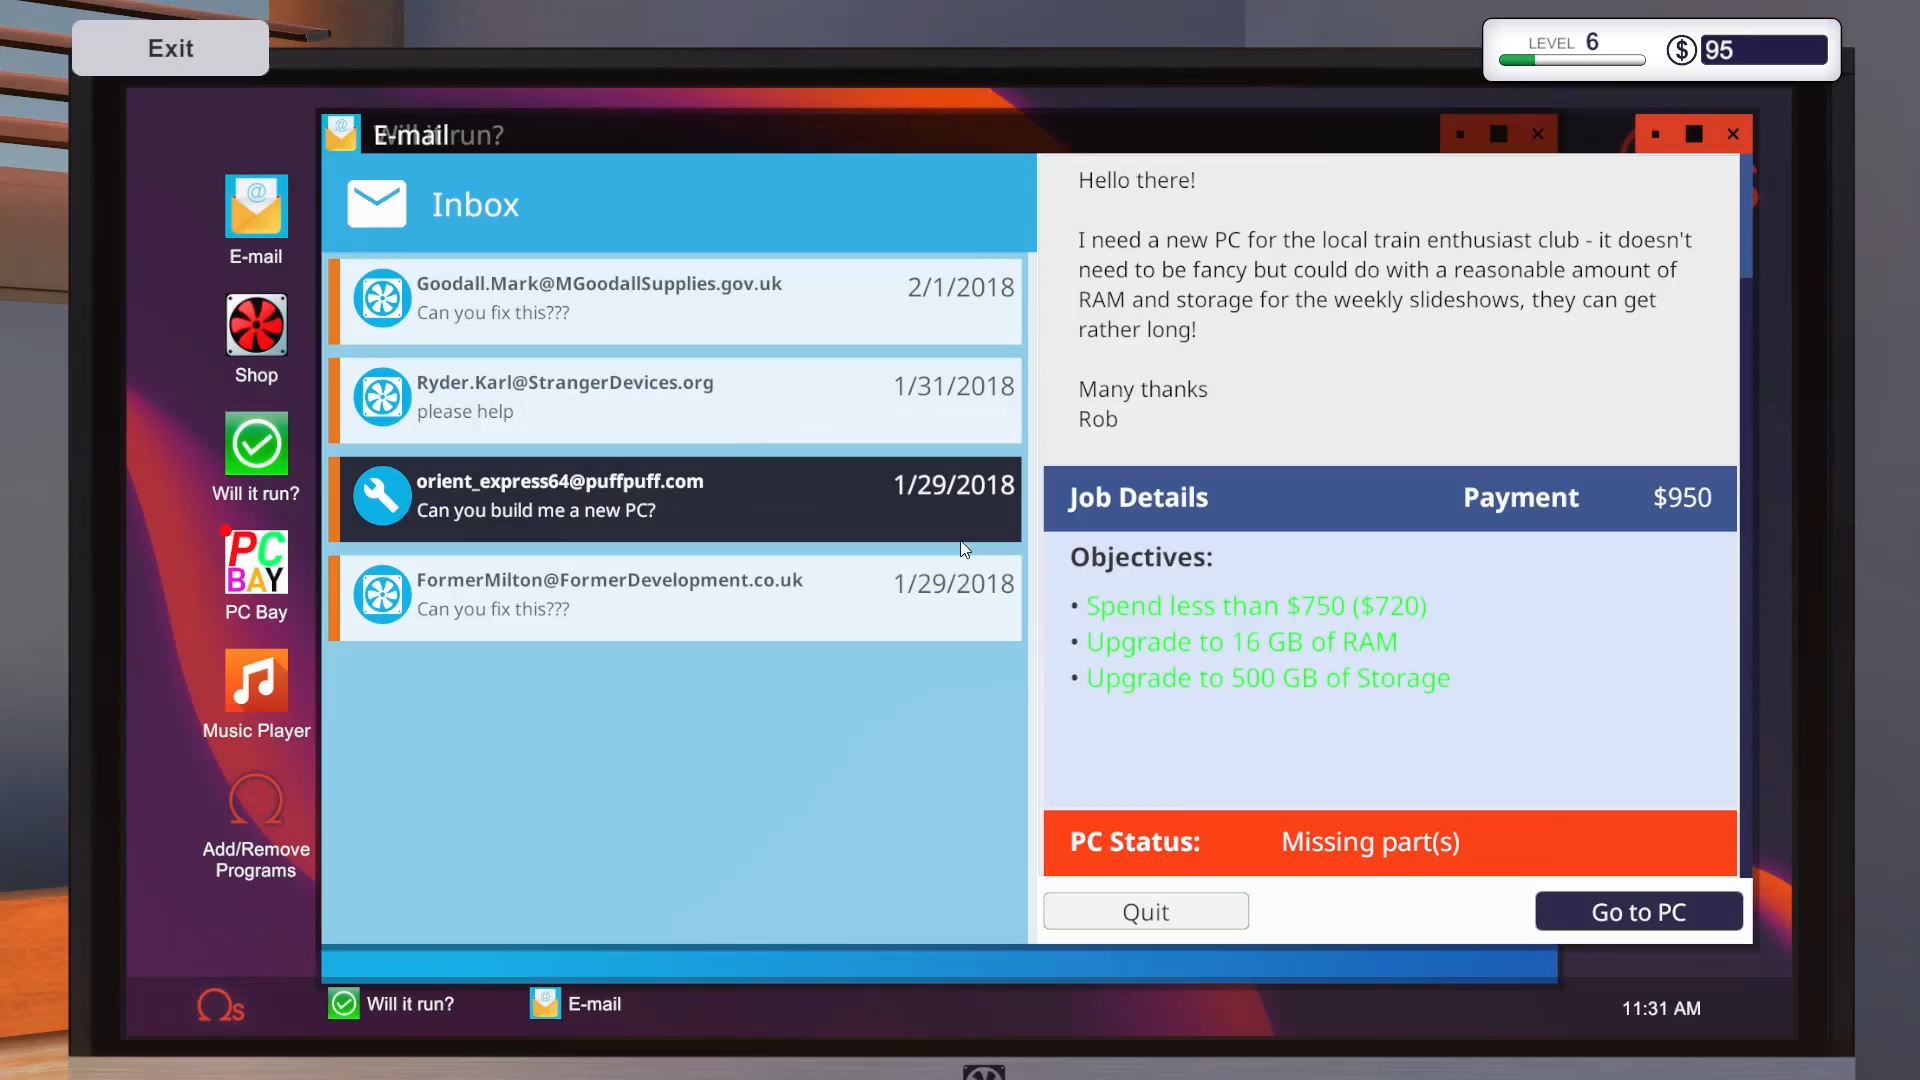 Exit
LEVEL 6
$ 95
E-mail
Will it run?
Inbox
Goodall.Mark@MGoodallSupplies.gov.uk
2/1/2018
Can you fix this???
Ryder.Karl@StrangerDevices.org
1/31/2018
please help
orient_express64@puffpuff.com
1/29/2018
Can you build me a new PC?
FormerMilton@FormerDevelopment.co.uk
1/29/2018
Can you fix this???
Hello there!
I need a new PC for the local train enthusiast club - it doesn't
need to be fancy but could do with a reasonable amount of
RAM and storage for the weekly slideshows, they can get
rather long!
Many thanks
Rob
Job Details Payment $950
Objectives:
• Spend less than $750 ($720)
• Upgrade to 16 GB of RAM
• Upgrade to 500 GB of Storage
PC Status: Missing part(s)
Quit
Go to PC
E-mail
Shop
Will it run?
PC
BAY
PC Bay
Music Player
Add/Remove
Programs
Ωs
Will it run?
E-mail
11:31 AM